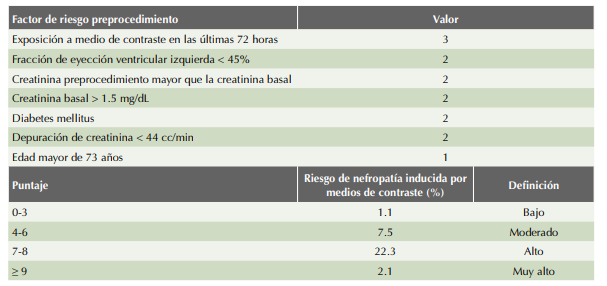 Factor de riesgo preprocedimiento Valor
Exposición a medio de contraste en las últimas 72 horas 3
Fracción de eyección ventricular izquierda < 45% 2
Creatinina preprocedimiento mayor que la creatinina basal 2
Creatinina basal > 1.5 mg/dL 2
Diabetes mellitus 2
Depuración de creatinina < 44 cc/min 2
Edad mayor de 73 años 1
Puntaje Riesgo de nefropatía inducida por
medios de contraste (%) Definición
0-3 1.1 Bajo
4-6 7.5 Moderado
7-8 22.3 Alto
≥ 9 2.1 Muy alto